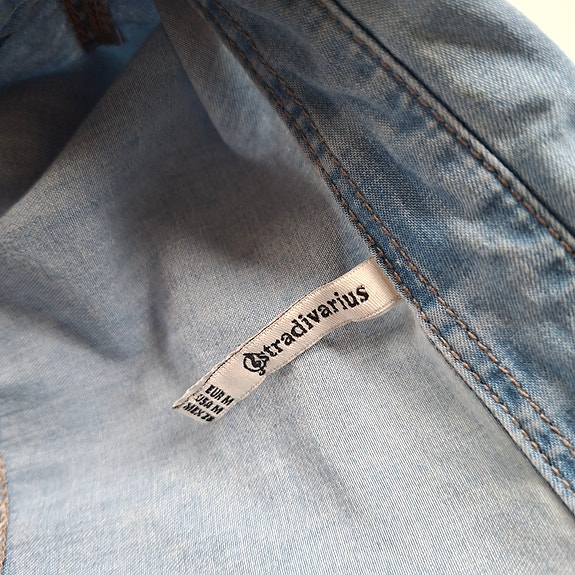 stradivarius
EUR M
USA M
MEX 28